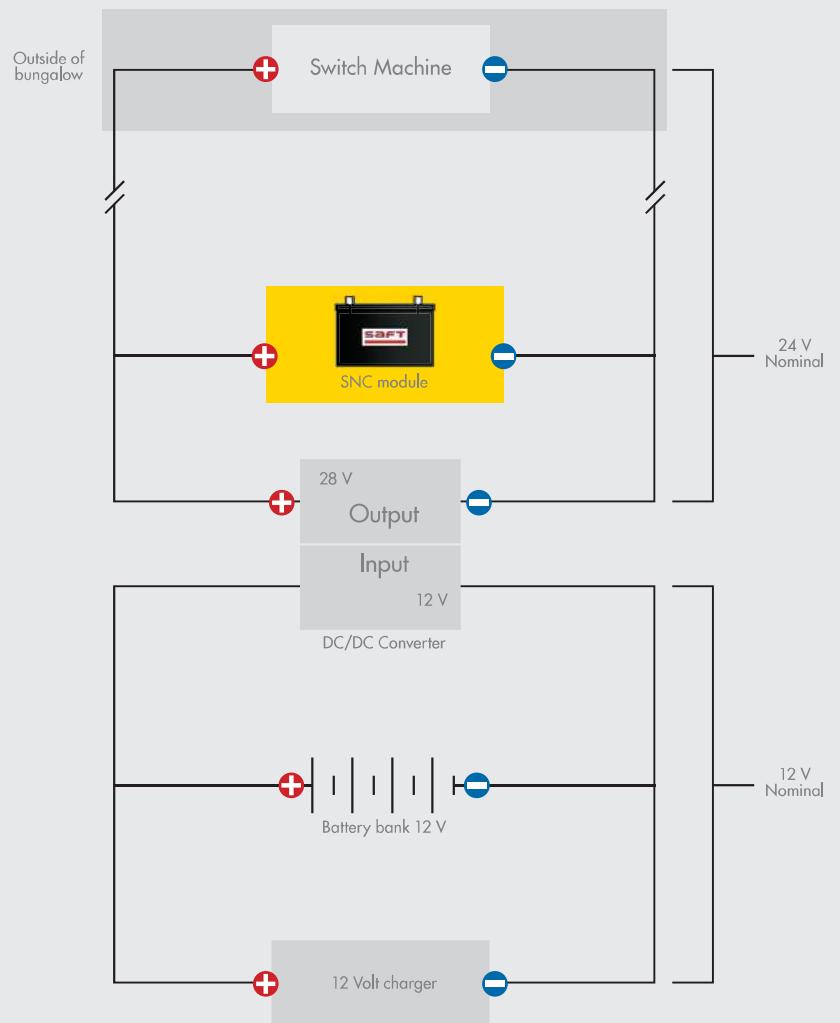 Outside of
bungalow
Switch Machine
saft
SNC module
24 V
Nominal
28 V
Output
Input
12 V
DC/DC Converter
Battery bank 12 V
12 V
Nominal
12 Volt charger